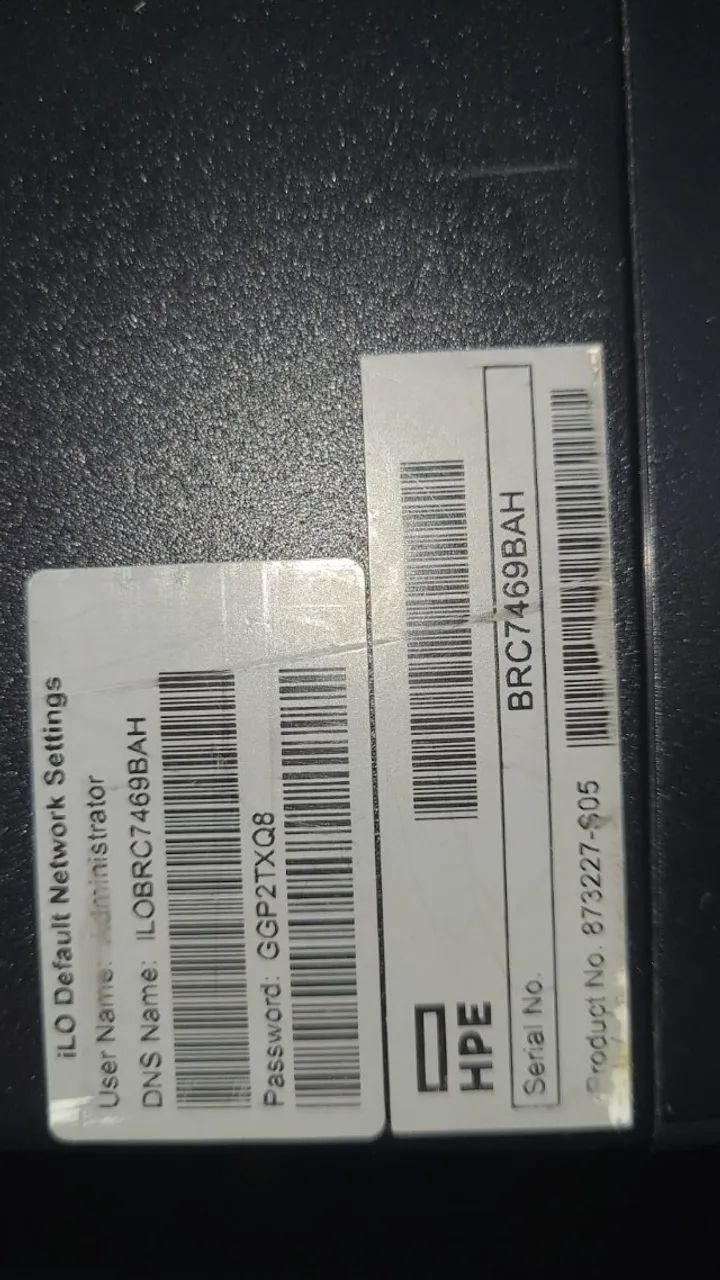 iLO Default Network Settings
User Name: Administrator
DNS Name: ILOBRC7469BAH
Password: GGP2TXQ8
HPE
Serial No.
BRC7469BAH
Product No. 873227-S05